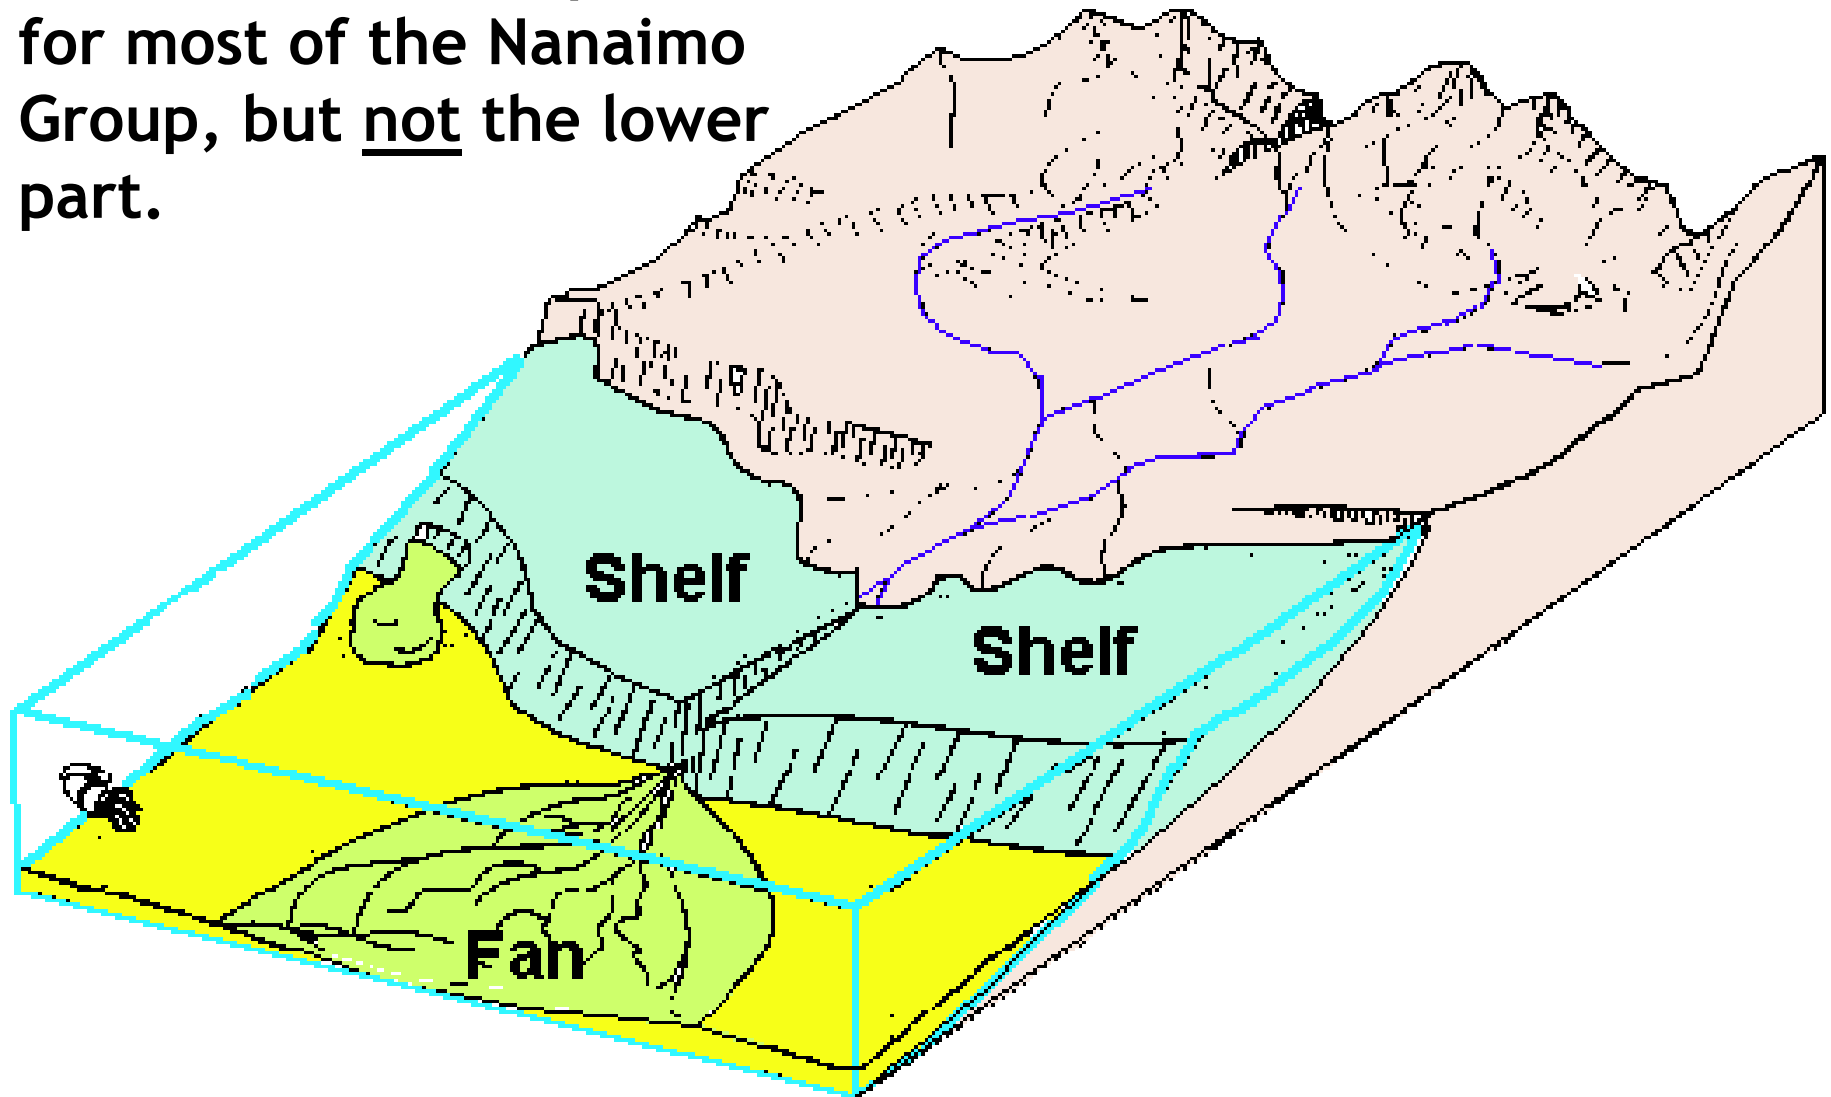 for most of the Nanaimo
Group, but not the lower
part.
Shelf
Shelf
Fan